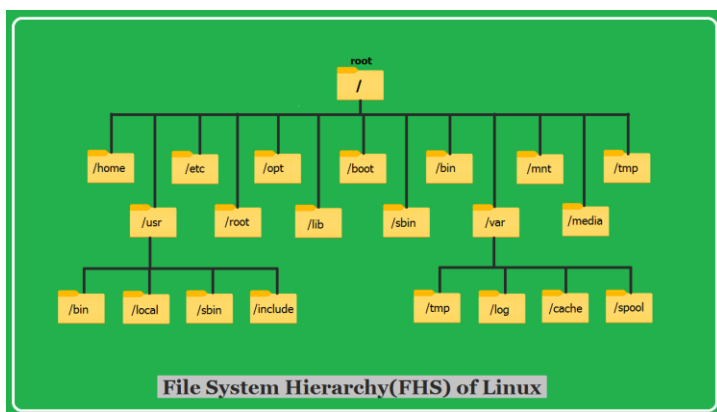 root
/
/home
/etc
/opt
/boot
/bin
/mnt
/tmp
/usr
/root
/lib
/sbin
/var
/media
/bin
/local
/sbin
/include
/tmp
/log
/cache
/spool
File System Hierarchy(FHS) of Linux